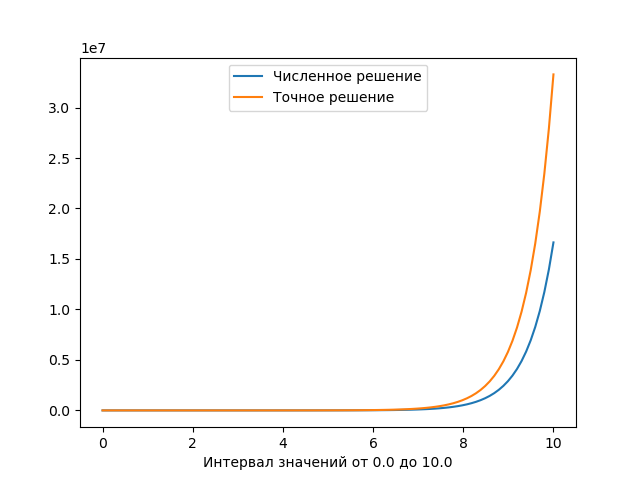 1e7
Численное решение
Точное решение
3.0
2.5
2.0
1.5
1.0
0.5
0.0
0 2 4 6 8 10
Интервал значений от 0.0 до 10.0